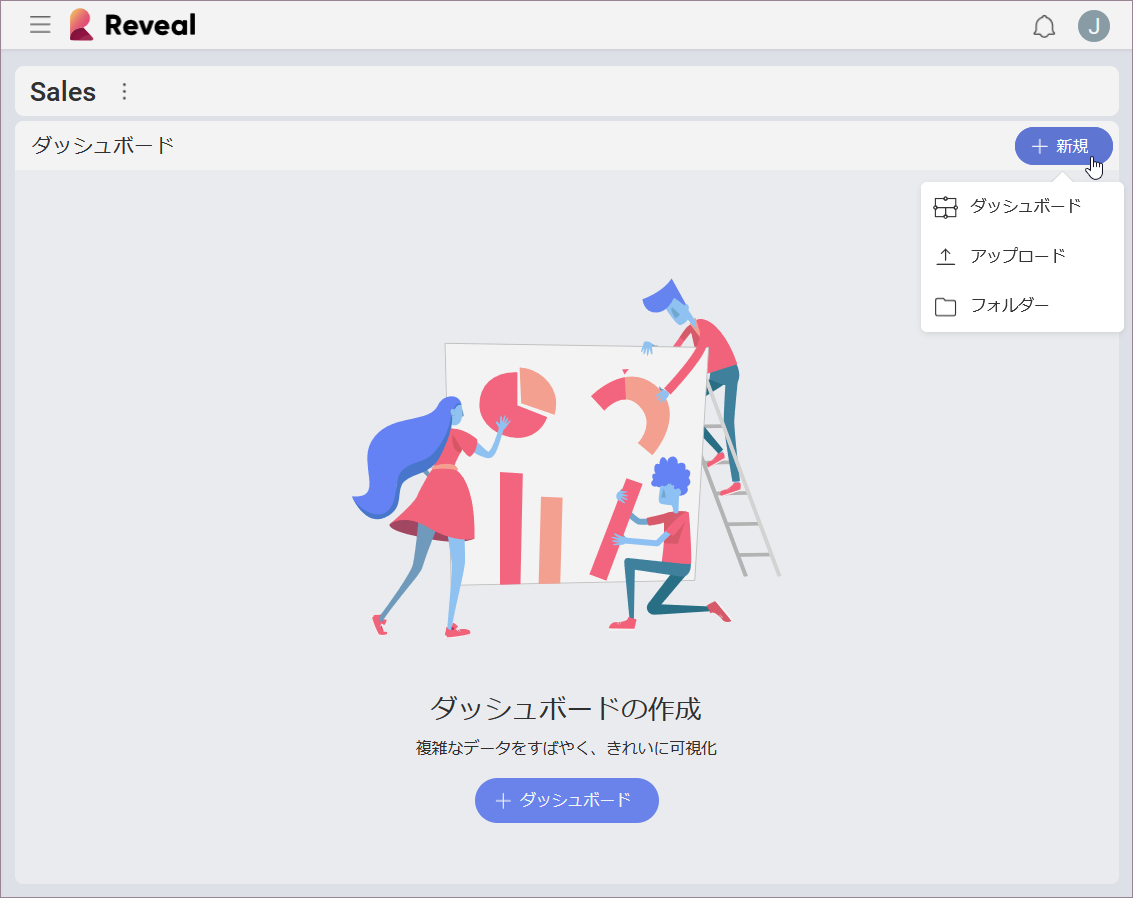 Reveal
J
Sales
ダッシュボード
新規
ダッシュボード
アップロード
フォルダー
ダッシュボードの作成
複雑なデータをすばやく、きれいに可視化
ダッシュボード